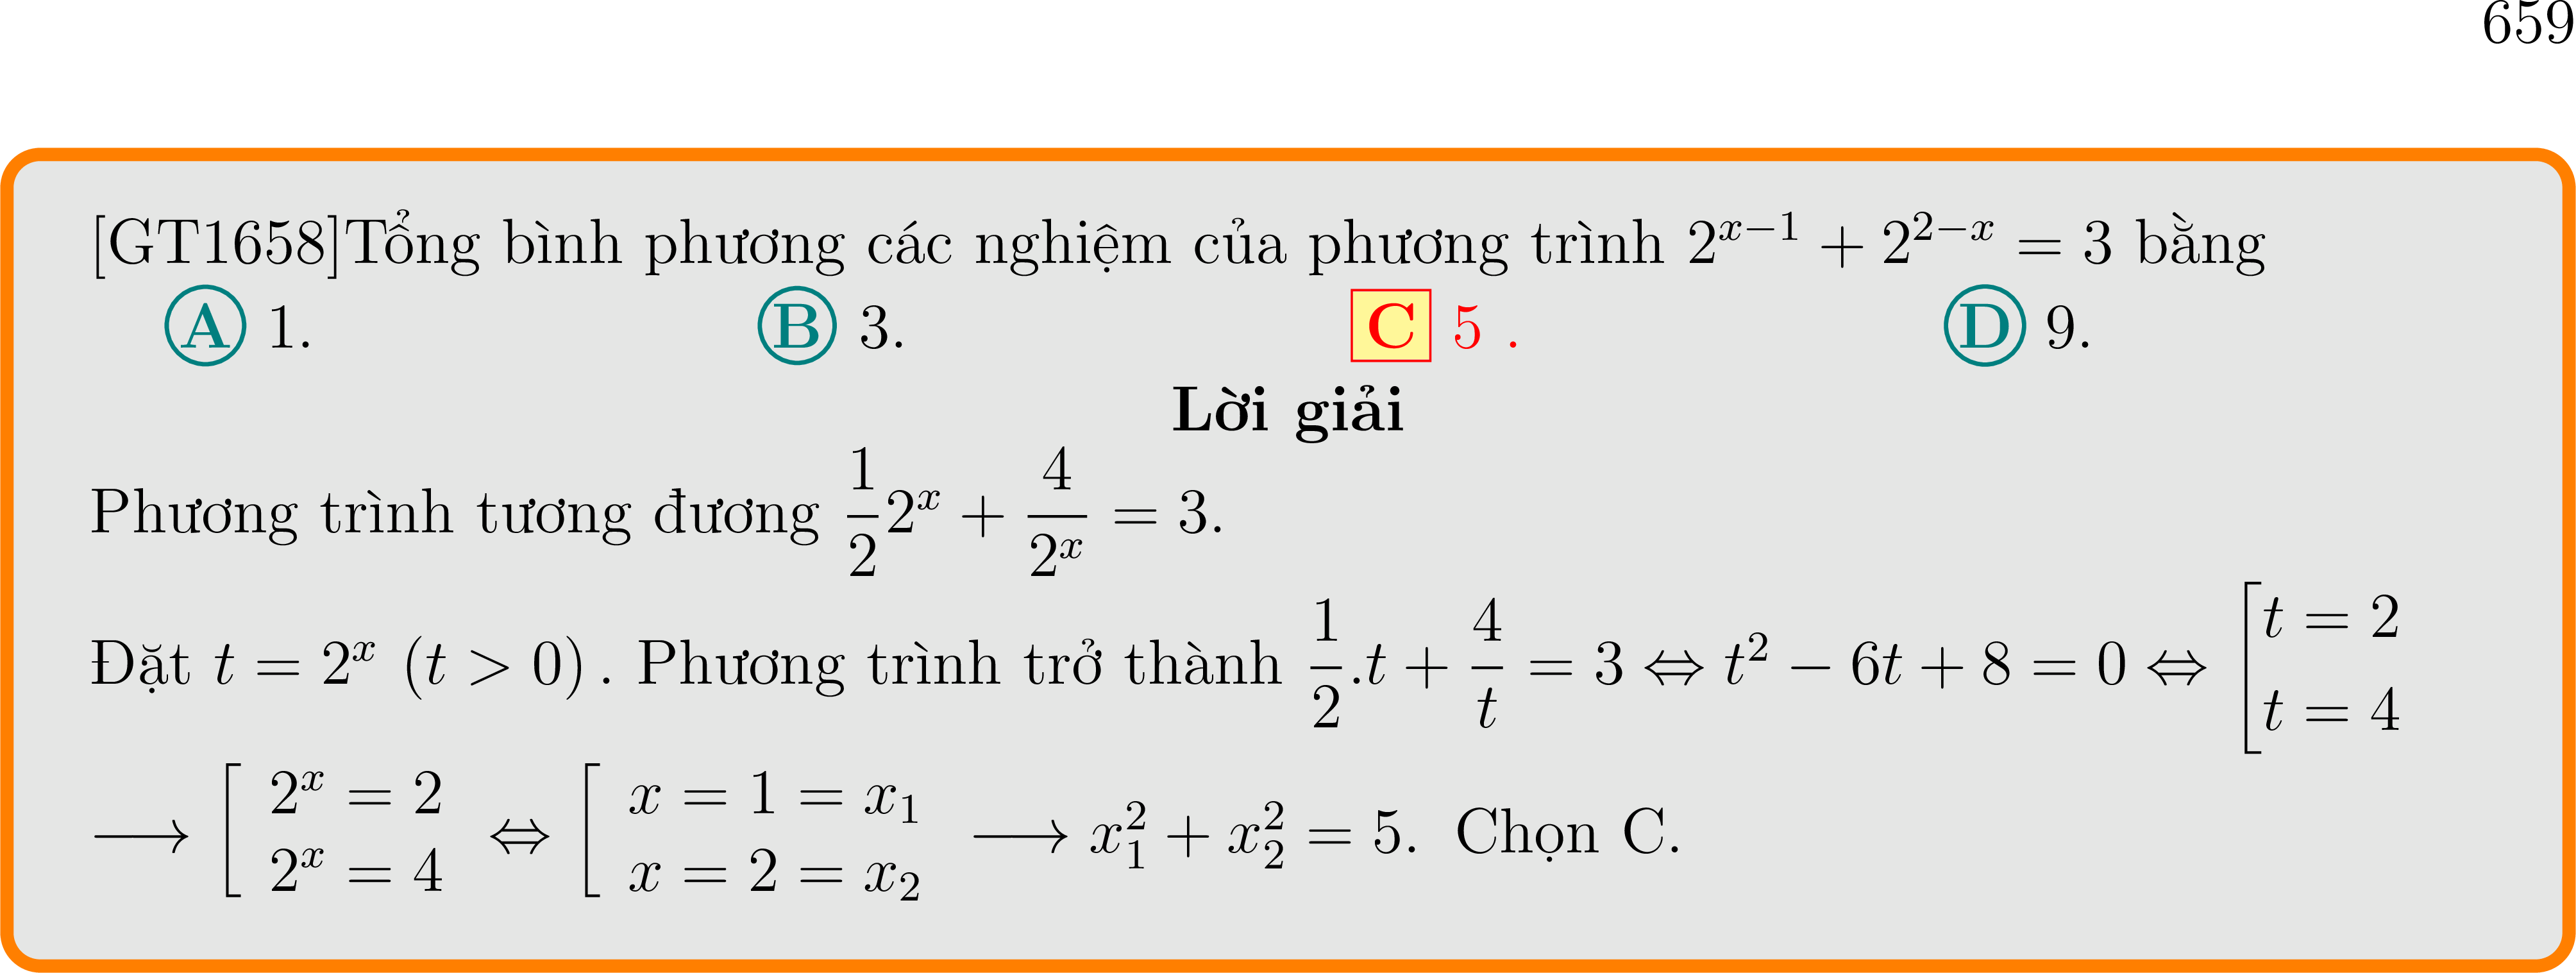 659
[GT1658]Tổng bình phương các nghiệm của phương trình $2^{x-1} + 2^{2-x} = 3$ bằng
A 1. B 3. C 5 . D 9.
Lời giải
Phương trình tương đương $\dfrac{1}{2}2^x + \dfrac{4}{2^x} = 3.$
Đặt $t = 2^x \ (t > 0)$. Phương trình trở thành $\dfrac{1}{2}.t + \dfrac{4}{t} = 3 \Leftrightarrow t^2 - 6t + 8 = 0 \Leftrightarrow \left[\begin{array}{l} t = 2 \\ t = 4 \end{array}\right.$
$\longrightarrow \left[\begin{array}{l} 2^x = 2 \\ 2^x = 4 \end{array}\right. \Leftrightarrow \left[\begin{array}{l} x = 1 = x_1 \\ x = 2 = x_2 \end{array}\right. \longrightarrow x_1^2 + x_2^2 = 5.$ Chọn C.